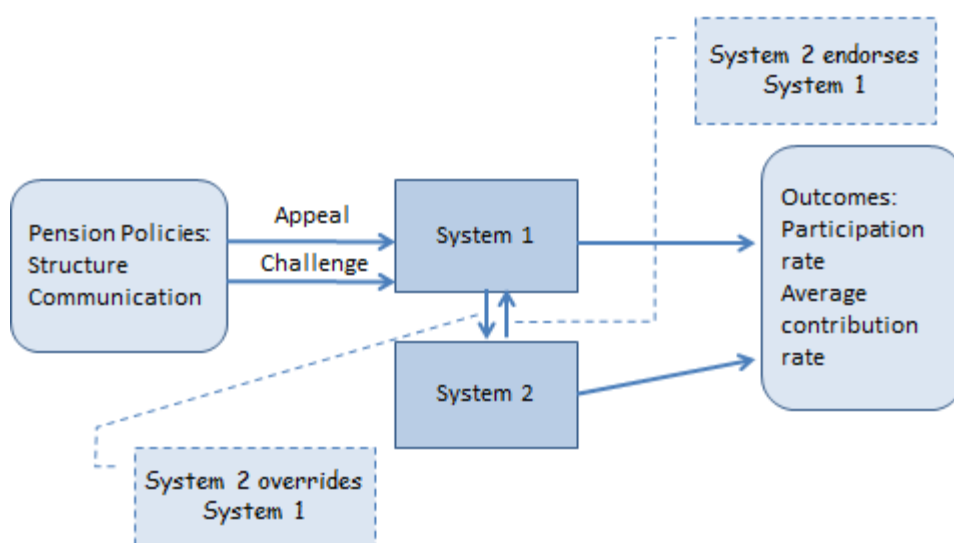 System 2 endorses
System 1
Pension Policies:
Structure
Communication
Appeal
Challenge
System 1
System 2
Outcomes:
Participation
rate
Average
contribution
rate
System 2 overrides
System 1